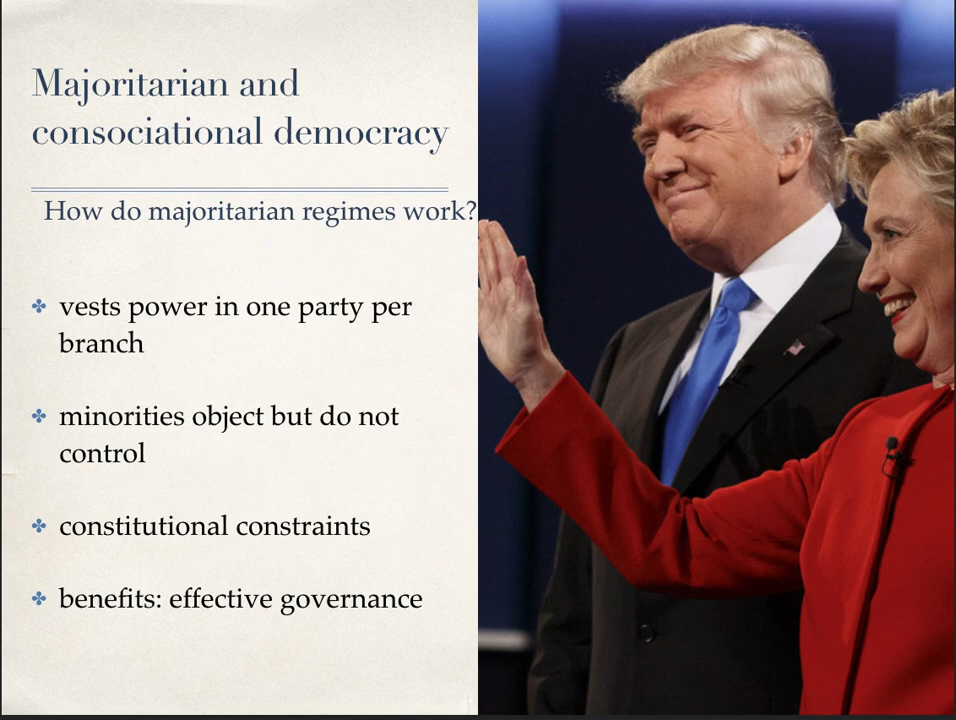 Majoritarian and
consociational democracy
How do majoritarian regimes work?
vests power in one party per
branch
minorities object but do not
control
constitutional constraints
benefits: effective governance